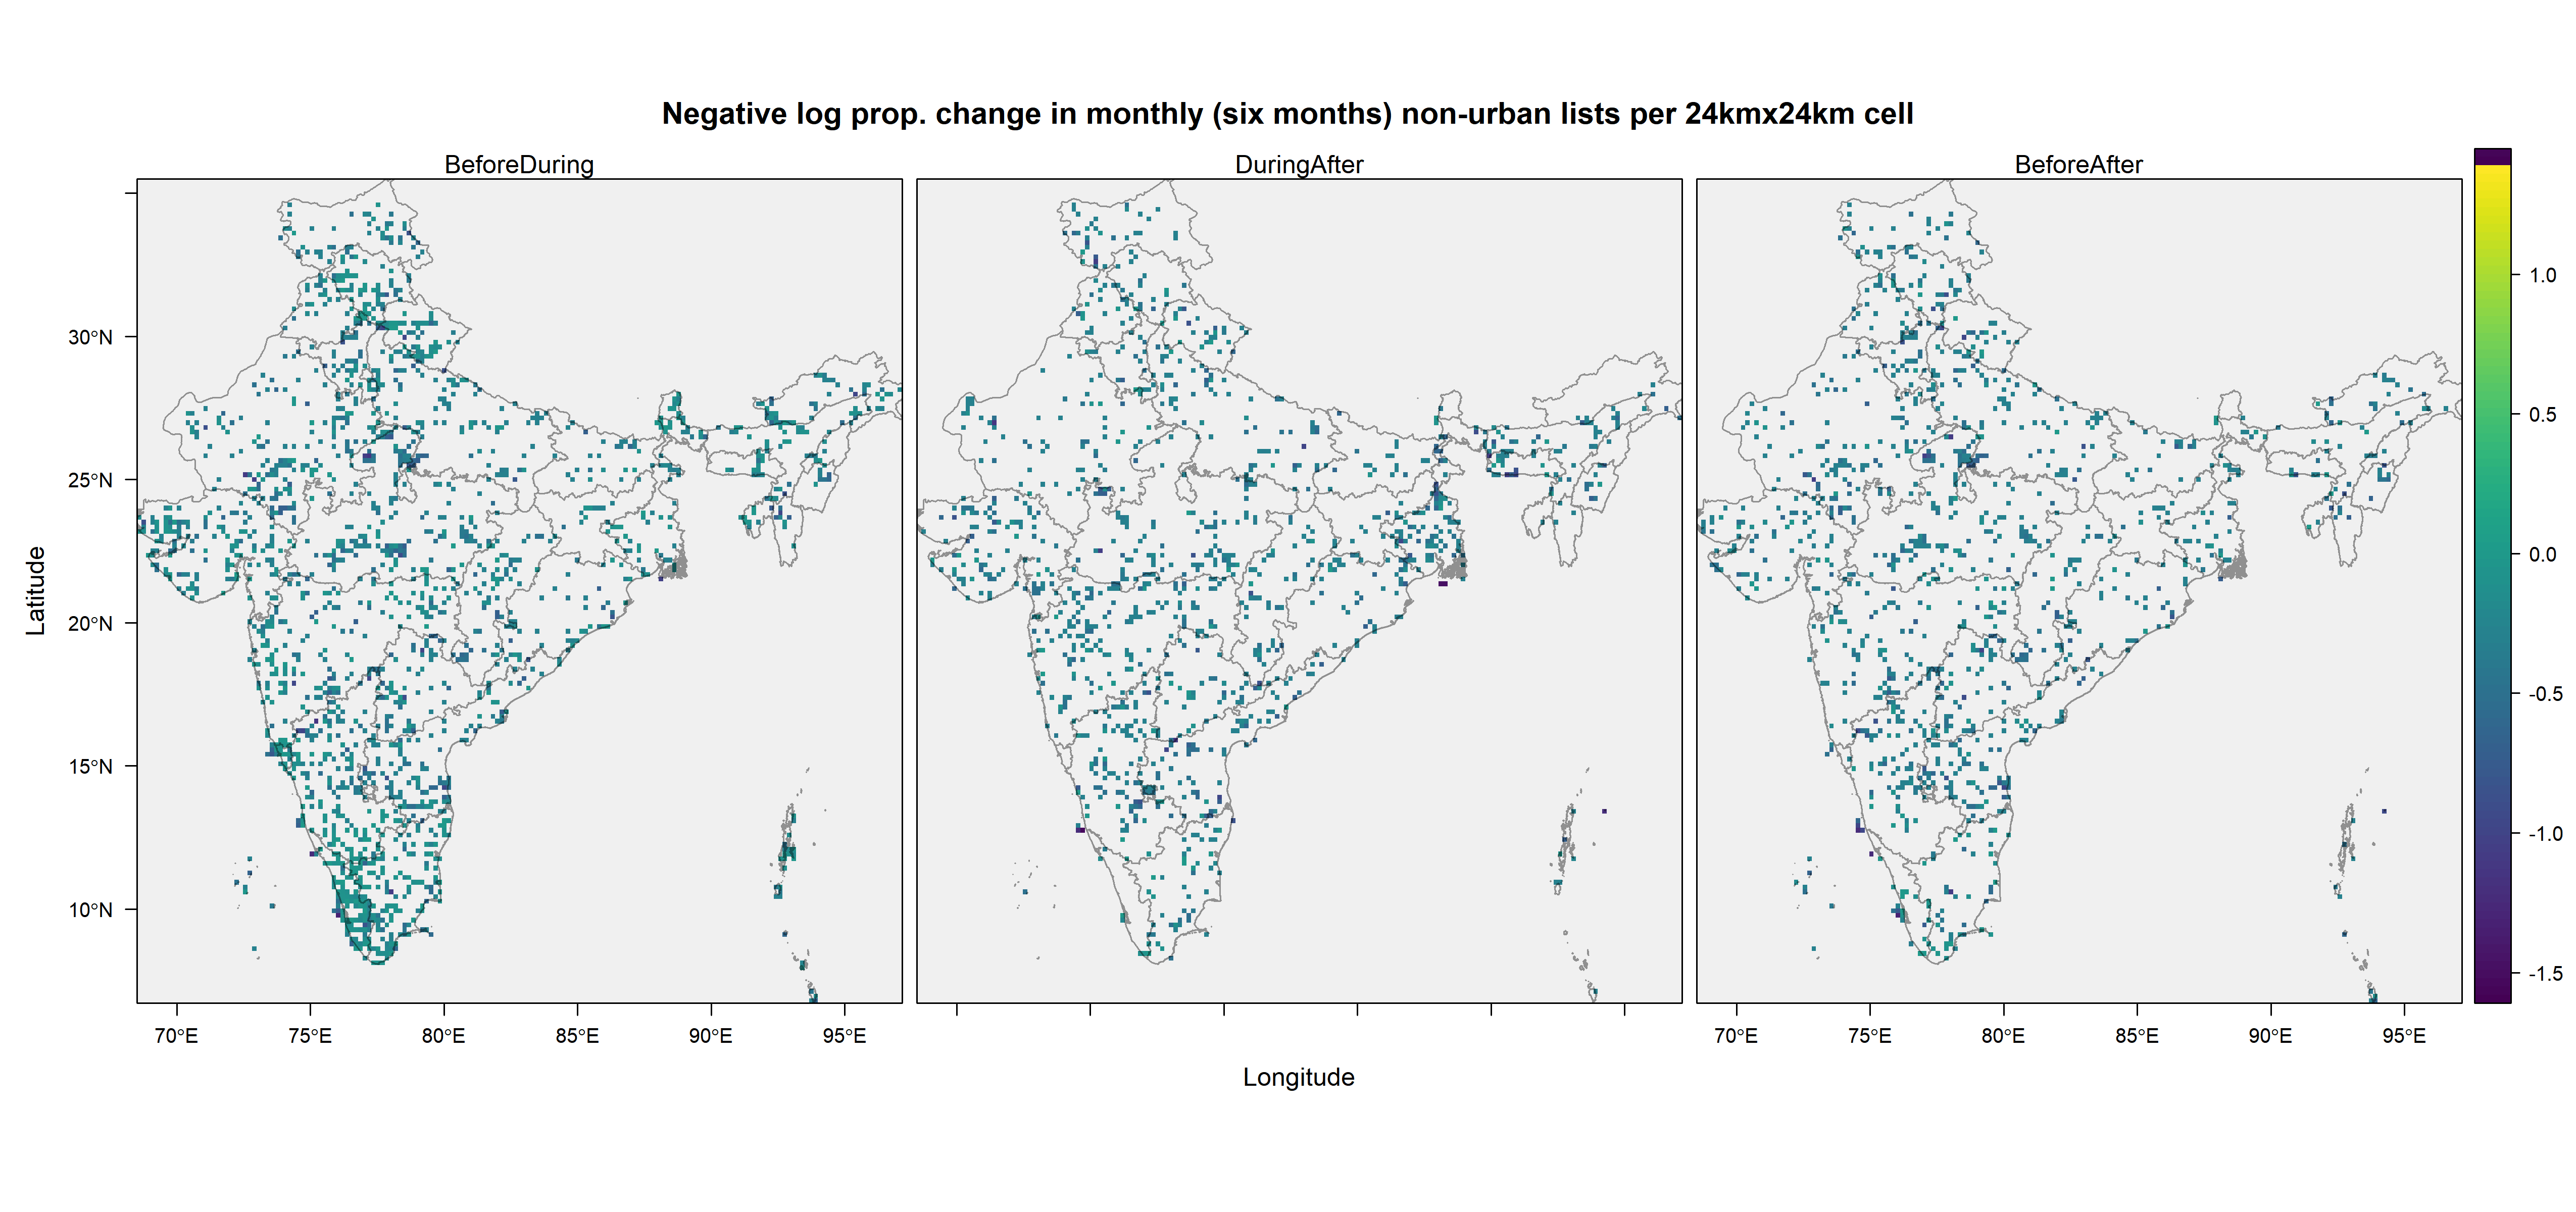 Negative log prop. change in monthly (six months) non-urban lists per 24kmx24km cell
BeforeDuring
DuringAfter
BeforeAfter
Latitude
30°N
25°N
20°N
15°N
10°N
1.0
0.5
0.0
-0.5
-1.0
-1.5
70°E 75°E 80°E 85°E 90°E 95°E
70°E 75°E 80°E 85°E 90°E 95°E
Longitude